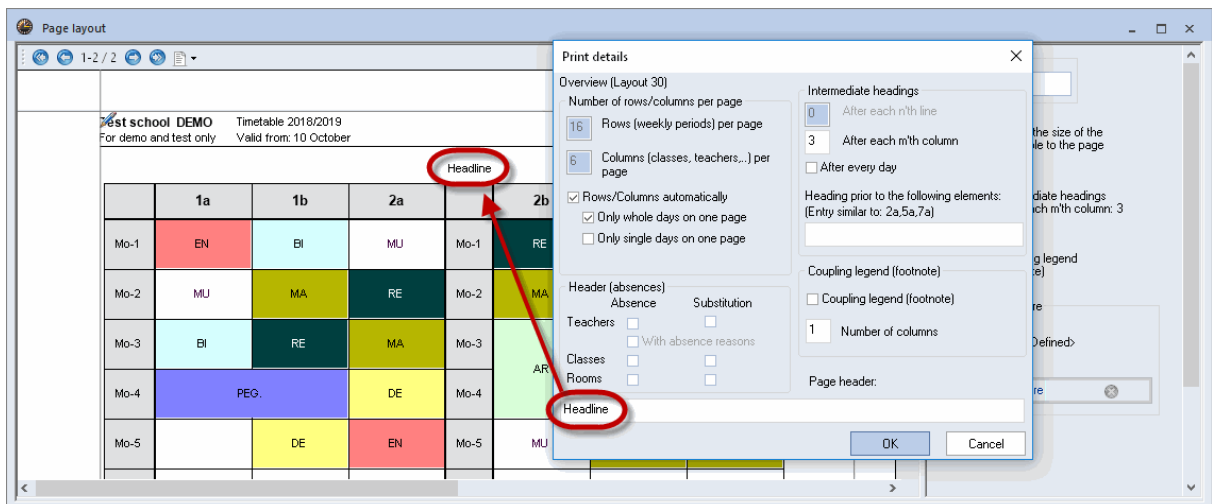 Page layout
1-2 / 2
Test school DEMO Timetable 2018/2019
For demo and test only Valid from: 10 October
Headline
1a 1b 2a 2b
Mo-1 EN BI MU Mo-1 RE
Mo-2 MU MA RE Mo-2 MA
Mo-3 BI RE MA Mo-3 AR
Mo-4 PEG. DE Mo-4
Mo-5 DE EN Mo-5 MU
Print details
Overview (Layout 30)
Number of rows/columns per page
16 Rows (weekly periods) per page
6 Columns (classes, teachers,..) per
page
Rows/Columns automatically
Only whole days on one page
Only single days on one page
Header (absences)
Absence Substitution
Teachers
With absence reasons
Classes
Rooms
Intermediate headings
0 After each n'th line
3 After each m'th column
After every day
Heading prior to the following elements:
(Entry similar to: 2a,5a,7a)
Coupling legend (footnote)
Coupling legend (footnote)
1 Number of columns
Page header:
Headline
OK Cancel
the size of the
le to the page
diate headings
ch m'th column: 3
g legend
e)
re
Defined>
re